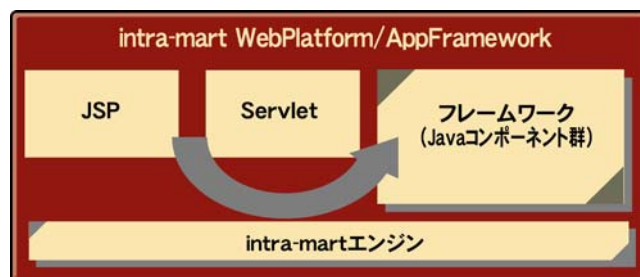 intra-mart WebPlatform/AppFramework
JSP
Servlet
フレームワーク
(Javaコンポーネント群)
intra-martエンジン